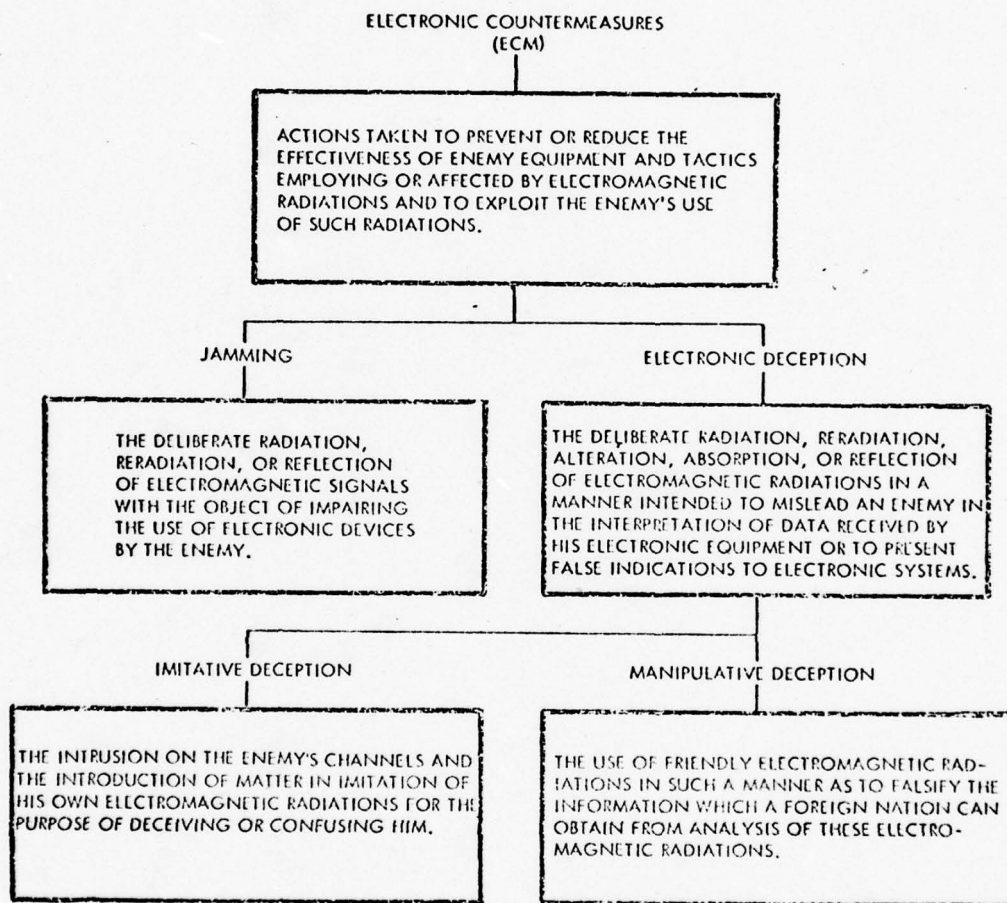 ELECTRONIC COUNTERMEASURES
(ECM)
ACTIONS TAKEN TO PREVENT OR REDUCE THE
EFFECTIVENESS OF ENEMY EQUIPMENT AND TACTICS
EMPLOYING OR AFFECTED BY ELECTROMAGNETIC
RADIATIONS AND TO EXPLOIT THE ENEMY'S USE
OF SUCH RADIATIONS.
JAMMING
THE DELIBERATE RADIATION,
RERADIATION, OR REFLECTION
OF ELECTROMAGNETIC SIGNALS
WITH THE OBJECT OF IMPAIRING
THE USE OF ELECTRONIC DEVICES
BY THE ENEMY.
ELECTRONIC DECEPTION
THE DELIBERATE RADIATION, RERADIATION,
ALTERATION, ABSORPTION, OR REFLECTION
OF ELECTROMAGNETIC RADIATIONS IN A
MANNER INTENDED TO MISLEAD AN ENEMY IN
THE INTERPRETATION OF DATA RECEIVED BY
HIS ELECTRONIC EQUIPMENT OR TO PRESENT
FALSE INDICATIONS TO ELECTRONIC SYSTEMS.
IMITATIVE DECEPTION
THE INTRUSION ON THE ENEMY'S CHANNELS AND
THE INTRODUCTION OF MATTER IN IMITATION OF
HIS OWN ELECTROMAGNETIC RADIATIONS FOR THE
PURPOSE OF DECEIVING OR CONFUSING HIM.
MANIPULATIVE DECEPTION
THE USE OF FRIENDLY ELECTROMAGNETIC RAD-
IATIONS IN SUCH A MANNER AS TO FALSIFY THE
INFORMATION WHICH A FOREIGN NATION CAN
OBTAIN FROM ANALYSIS OF THESE ELECTRO-
MAGNETIC RADIATIONS.